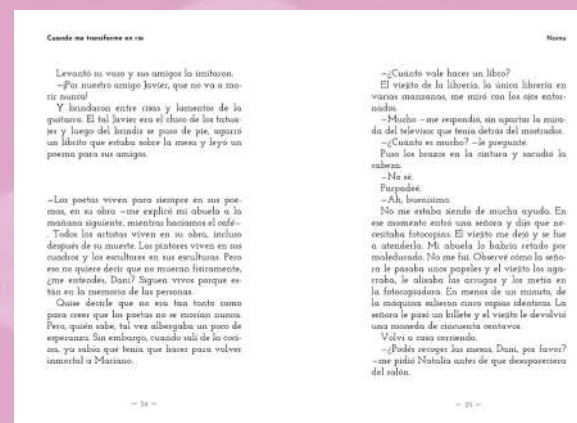 Cuando me transforme en río
Levantó su vaso y sus amigos la imitaron.
—¡Por nuestro amigo Javier, que no va a mo-
rir nunca!
Y brindaron entre risas y lamentos de la
guitarra. El tal Javier era el chico de los tatua-
jes y luego del brindis se puso de pie, agarró
un librito que estaba sobre la mesa y leyó un
poema para sus amigos.
—Los poetas viven para siempre en sus poe-
mas, en su obra —me explicó mi abuela a la
mañana siguiente, mientras hacíamos el café—
. Todos los artistas viven en su obra, incluso
después de su muerte. Los pintores viven en sus
cuadros y los escultores en sus esculturas. Pero
eso no quiere decir que no mueran físicamente,
¿me entendés, Dani? Siguen vivos porque es-
tán en la memoria de las personas.
Quise decirle que no era tan tonta como
para creer que los poetas no se morían nunca.
Pero, quién sabe, tal vez albergaba un poco de
esperanza. Sin embargo, cuando salí de la coci-
na, ya sabía qué tenía que hacer para volver
inmortal a Mariano.
— 24 —
—¿Cuánto vale hacer un libro?
El viejito de la librería, la única librería en
varias manzanas, me miró con los ojos entor-
nados.
—Mucho —me respondió, sin apartar la mira-
da del televisor que tenía detrás del mostrador.
—¿Cuánto es mucho? —le pregunté.
Puso los brazos en la cintura y sacudió la
cabeza.
—No sé.
Parpadeé.
—Ah, buenísimo.
No me estaba siendo de mucha ayuda. En
ese momento entró una señora y dijo que ne-
cesitaba fotocopias. El viejito me dejó y se fue
a atenderla. Mi abuela lo habría retado por
maleducado. No me fui. Observé cómo la seño-
ra le pasaba unos papeles y el viejito los aga-
rraba, le alisaba las arrugas y los metía en
la fotocopiadora. En menos de un minuto, de
la máquina salieron cinco copias idénticas. La
señora le pasó un billete y el viejito le devolvió
una moneda de cincuenta centavos.
Volví a casa corriendo.
—¿Podés recoger las mesas, Dani, por favor?
—me pidió Natalia antes de que desapareciera
del salón.
— 25 —